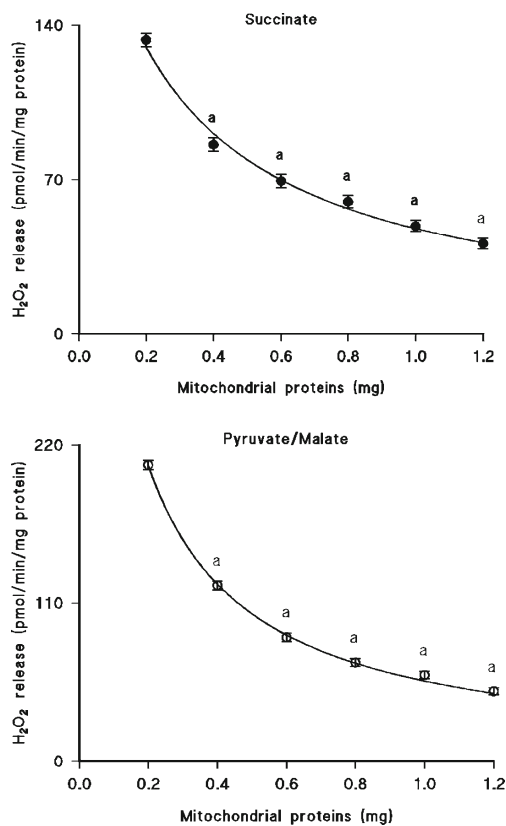 Succinate
140
70
0
H₂O₂ release (pmol/min/mg protein)
a
a
a
a
a
0.0 0.2 0.4 0.6 0.8 1.0 1.2
Mitochondrial proteins (mg)
Pyruvate/Malate
220
110
0
H₂O₂ release (pmol/min/mg protein)
a
a
a
a
a
0.0 0.2 0.4 0.6 0.8 1.0 1.2
Mitochondrial proteins (mg)